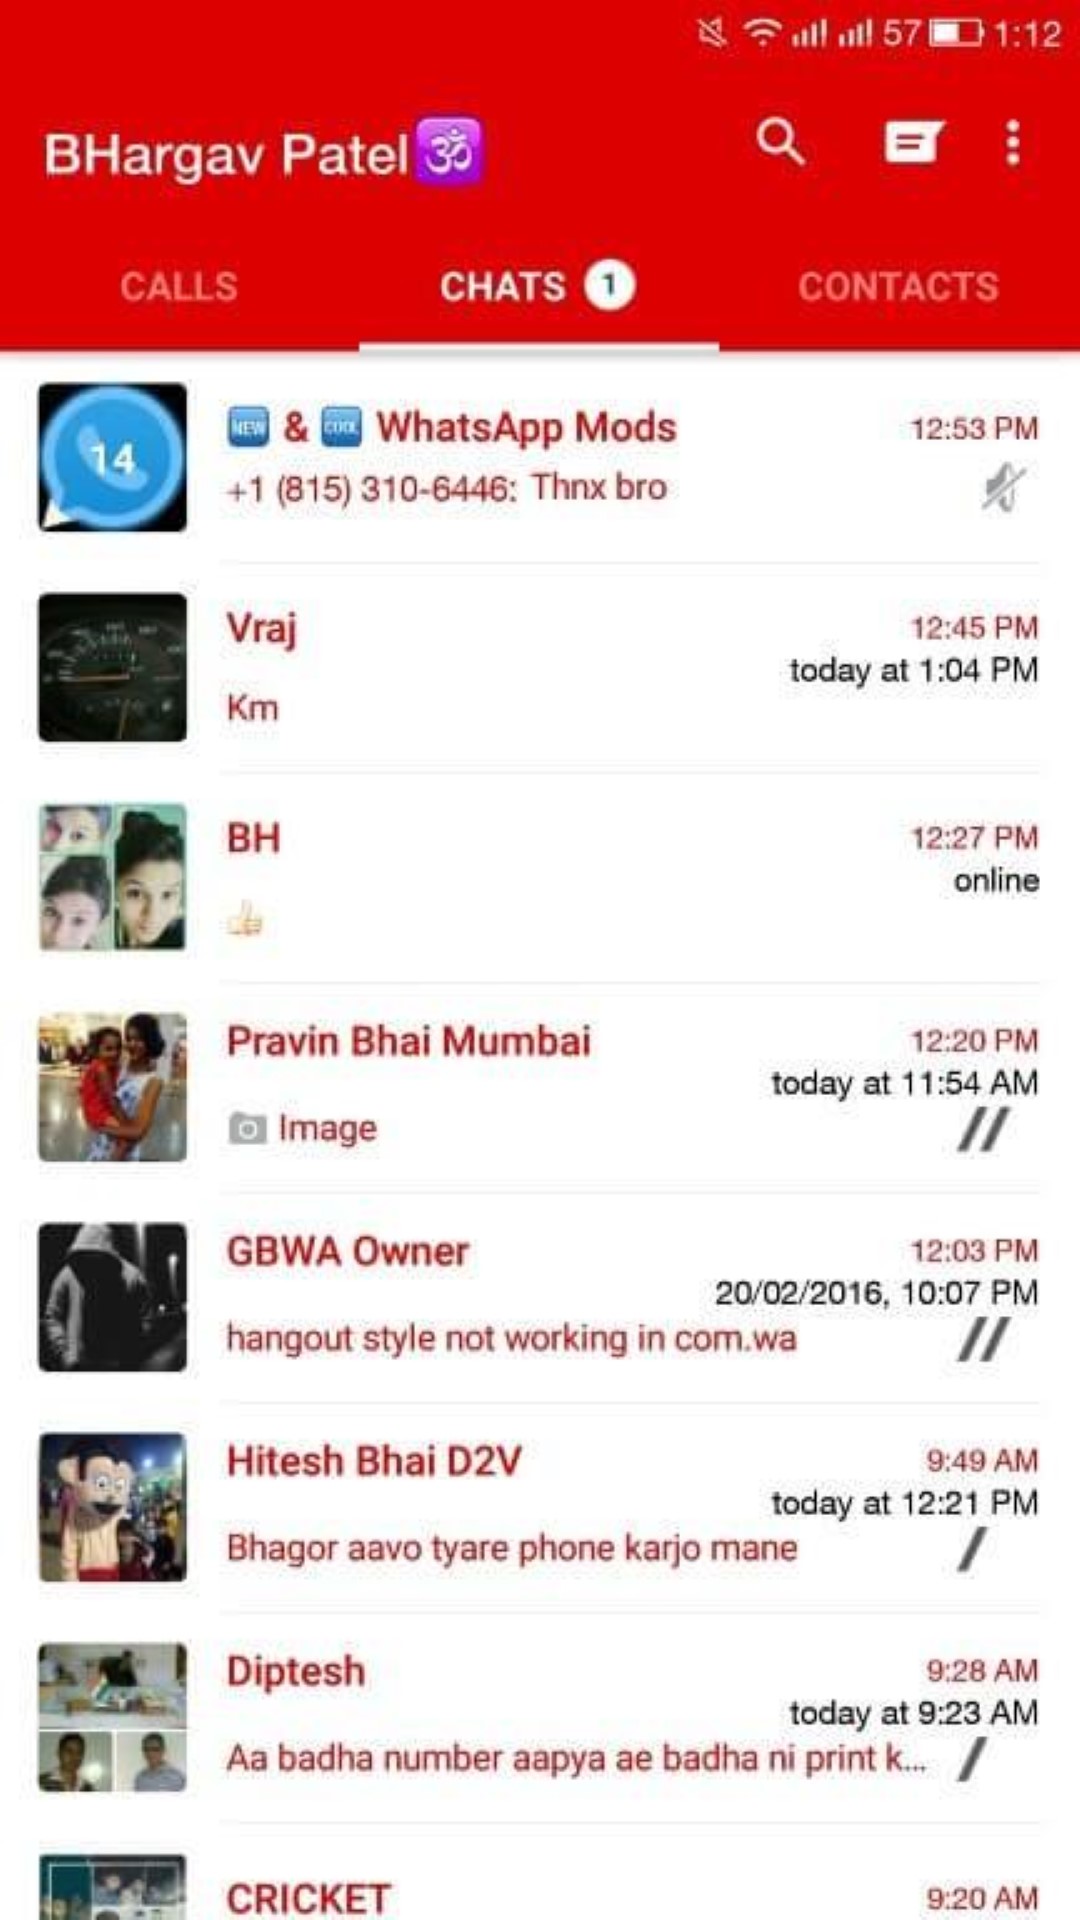 57 1:12
BHargav Patel🕉
CALLS CHATS 1 CONTACTS
14
NEW & COOL WhatsApp Mods 12:53 PM
+1 (815) 310-6446: Thnx bro
Vraj 12:45 PM
today at 1:04 PM
Km
BH 12:27 PM
online
👍
Pravin Bhai Mumbai 12:20 PM
today at 11:54 AM
Image
GBWA Owner 12:03 PM
20/02/2016, 10:07 PM
hangout style not working in com.wa
Hitesh Bhai D2V 9:49 AM
today at 12:21 PM
Bhagor aavo tyare phone karjo mane
Diptesh 9:28 AM
today at 9:23 AM
Aa badha number aapya ae badha ni print k...
CRICKET 9:20 AM